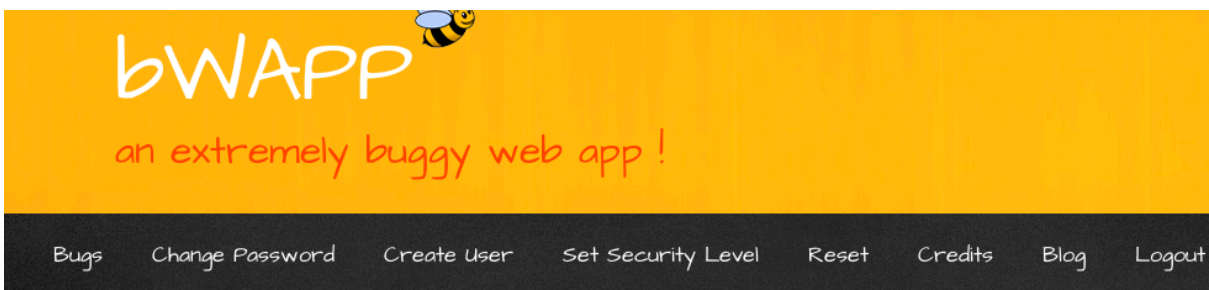 bWAPP
an extremely buggy web app !
Bugs Change Password Create User Set Security Level Reset Credits Blog Logout